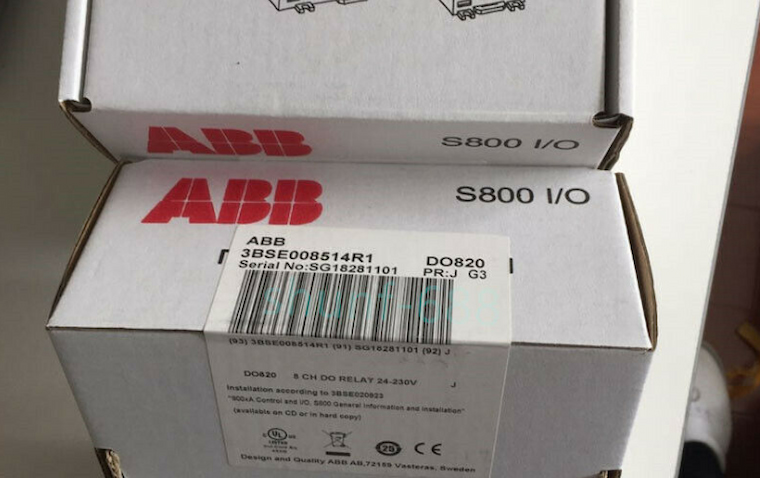 ABB
S800 I/O
ABB
S800 I/O
ABB
3BSE008514R1 DO820
Serial No:SG18281101 PR:J G3
(93) 3BSE008514R1 (91) SG18281101 (92) J
DO820 8 CH DO RELAY 24-230V J
Installation according to 3BSE020923
"800xA Control and I/O, S800 General information and installation"
(available on CD or in hard copy)
UL
25
CE
Design and Quality ABB AB,72159 Vasteras, Sweden